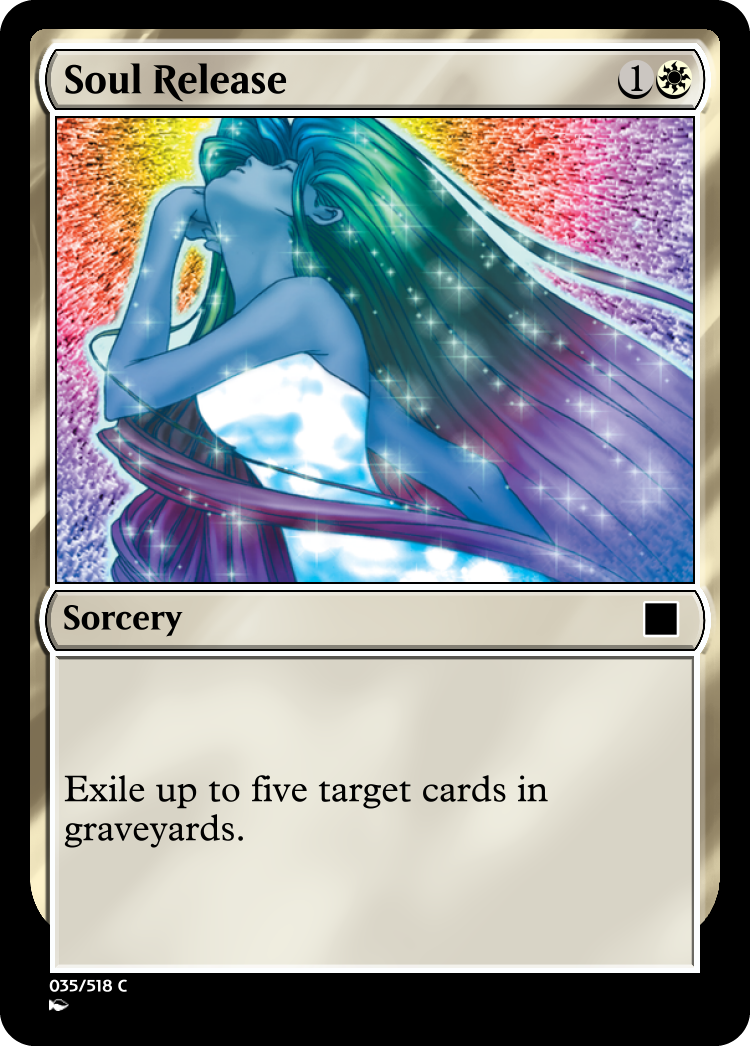 Soul Release 1
Sorcery
Exile up to five target cards in
graveyards.
035/518 C